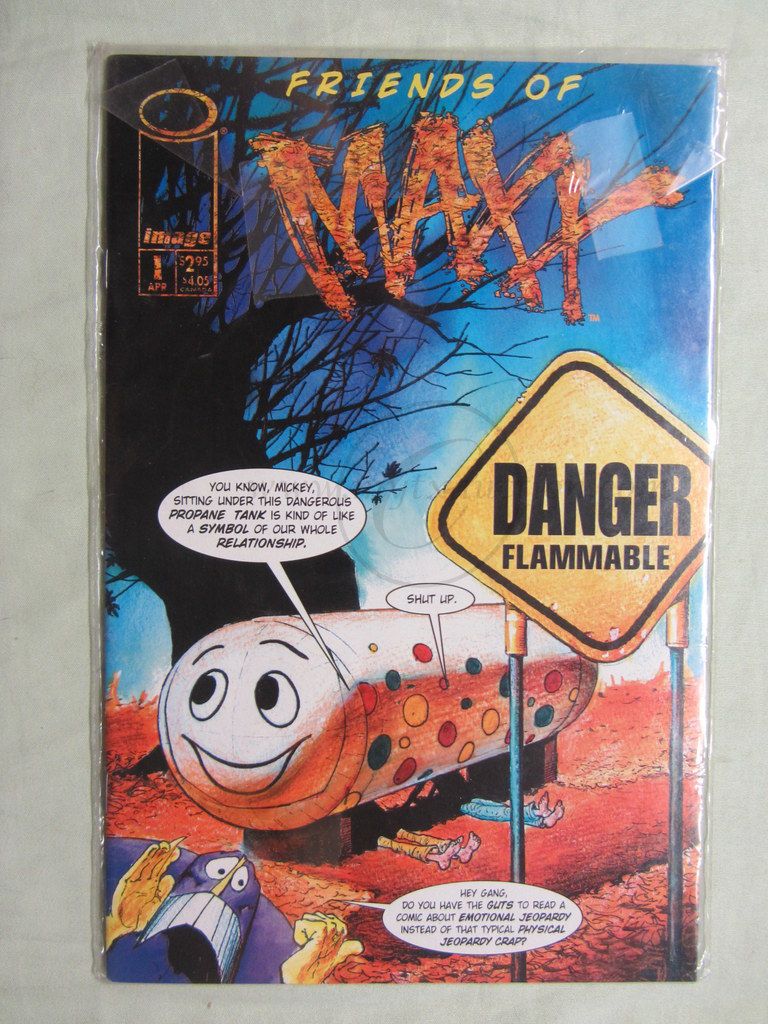 FRIENDS OF
MAXX
TM
®
image
1
APR
$2.95
$4.05
CANADA
DANGER
FLAMMABLE
YOU KNOW, MICKEY,
SITTING UNDER THIS DANGEROUS
PROPANE TANK IS KIND OF LIKE
A SYMBOL OF OUR WHOLE
RELATIONSHIP.
SHUT UP.
HEY GANG,
DO YOU HAVE THE GUTS TO READ A
COMIC ABOUT EMOTIONAL JEOPARDY
INSTEAD OF THAT TYPICAL PHYSICAL
JEOPARDY CRAP?